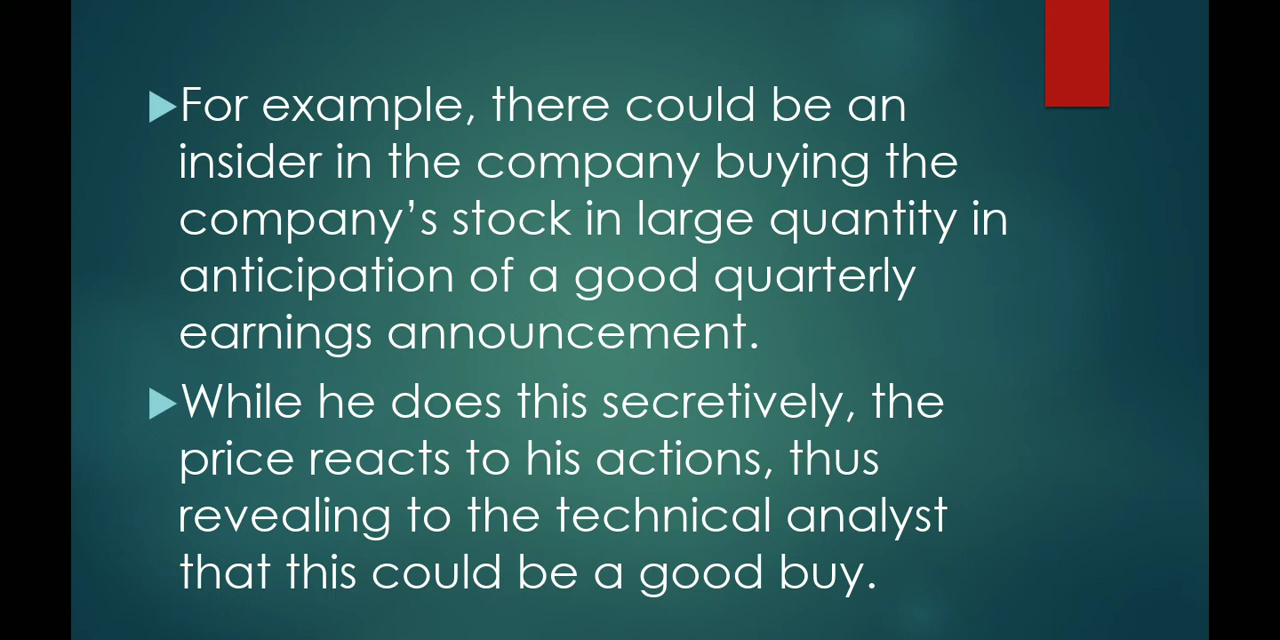 For example, there could be an
insider in the company buying the
company’s stock in large quantity in
anticipation of a good quarterly
earnings announcement.
While he does this secretively, the
price reacts to his actions, thus
revealing to the technical analyst
that this could be a good buy.